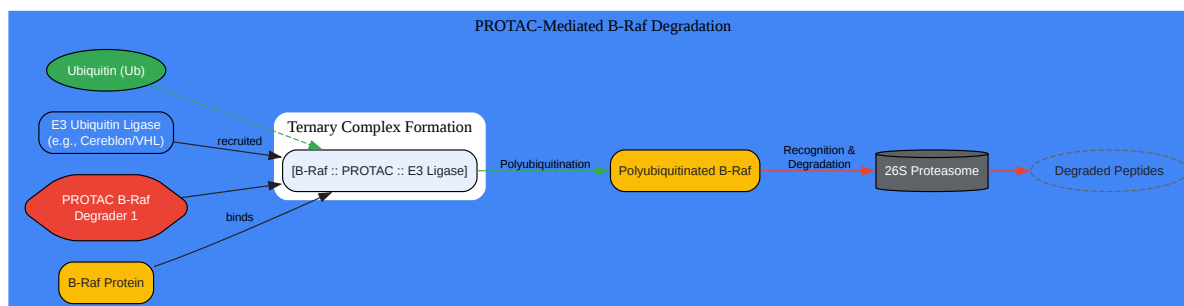 PROTAC-Mediated B-Raf Degradation
Ubiquitin (Ub)
E3 Ubiquitin Ligase
(e.g., Cereblon/VHL)
recruited
PROTAC B-Raf
Degrader 1
binds
B-Raf Protein
Ternary Complex Formation
[B-Raf :: PROTAC :: E3 Ligase]
Polyubiquitination
Polyubiquitinated B-Raf
Recognition &
Degradation
26S Proteasome
Degraded Peptides